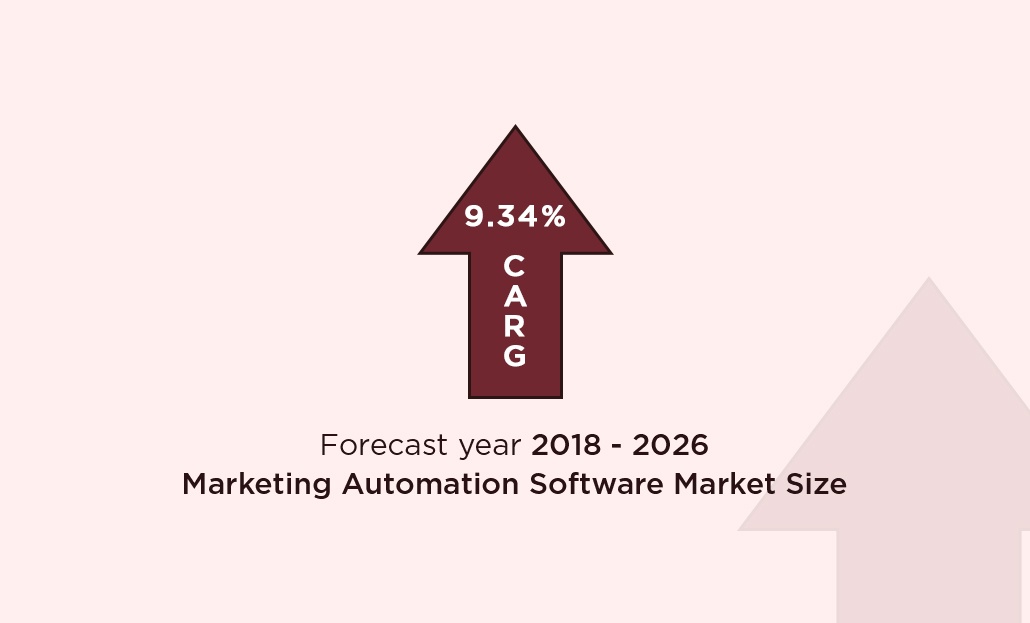 9.34%
C
A
R
G
Forecast year 2018 - 2026
Marketing Automation Software Market Size